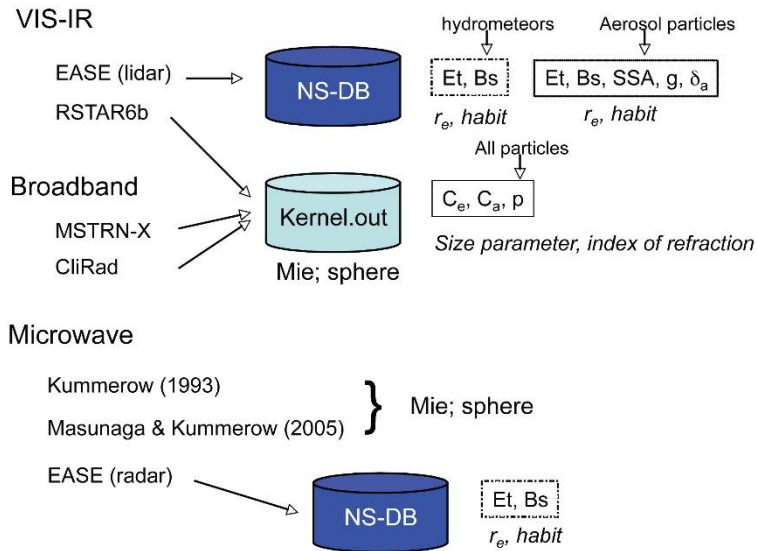 VIS-IR
hydrometeors
Aerosol particles
EASE (lidar)
NS-DB
Et, Bs
Et, Bs, SSA, g, δa
RSTAR6b
re, habit
re, habit
All particles
Broadband
Kernel.out
Ce, Ca, p
MSTRN-X
Size parameter, index of refraction
CliRad
Mie; sphere
Microwave
Kummerow (1993)
}
Mie; sphere
Masunaga & Kummerow (2005)
EASE (radar)
NS-DB
Et, Bs
re, habit